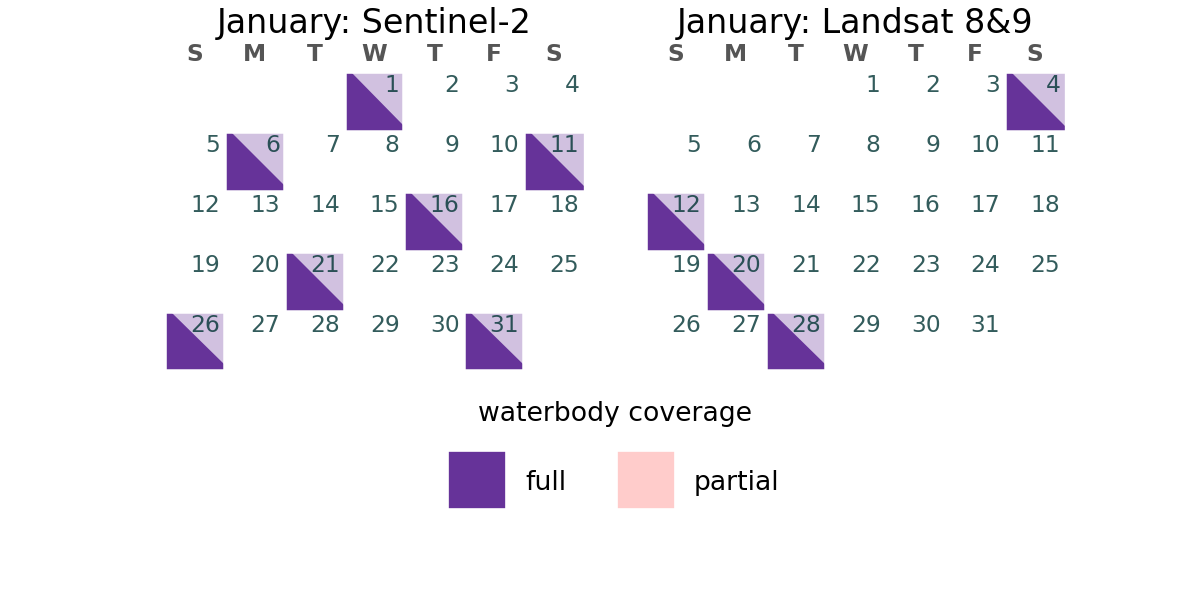 January: Sentinel-2
S M T W T F S
1 2 3 4
5 6 7 8 9 10 11
12 13 14 15 16 17 18
19 20 21 22 23 24 25
26 27 28 29 30 31
January: Landsat 8&9
S M T W T F S
1 2 3 4
5 6 7 8 9 10 11
12 13 14 15 16 17 18
19 20 21 22 23 24 25
26 27 28 29 30 31
waterbody coverage
full partial